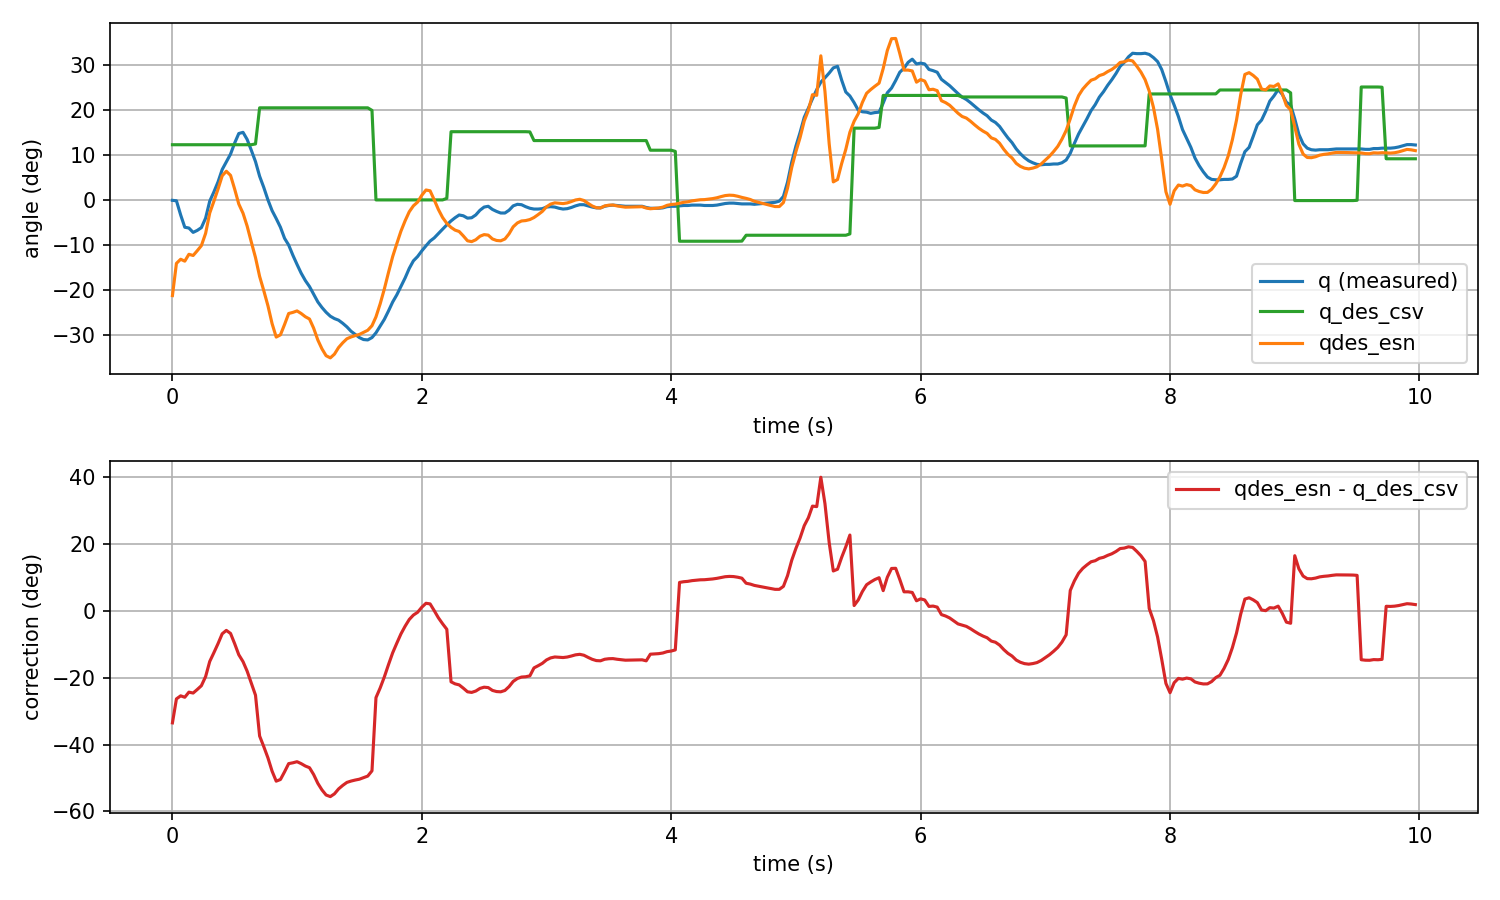 30
20
10
0
−10
−20
−30
angle (deg)
q (measured)
q_des_csv
qdes_esn
0 2 4 6 8 10
time (s)
40
20
0
−20
−40
−60
correction (deg)
qdes_esn - q_des_csv
0 2 4 6 8 10
time (s)